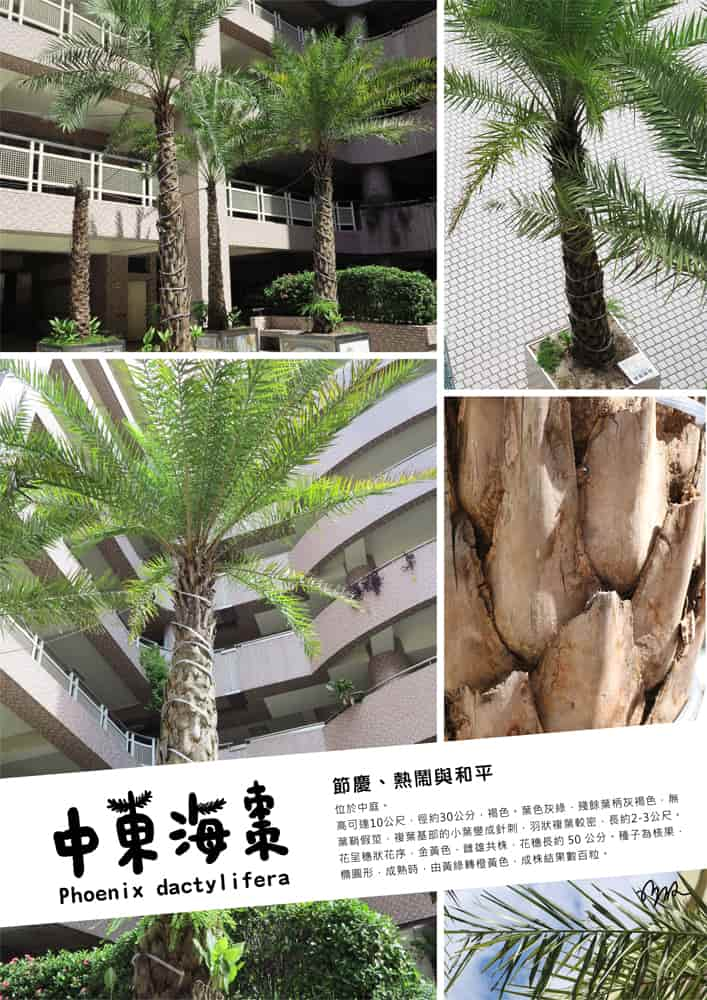 節慶、熱鬧與和平
位於中庭。
高可達10公尺，徑約30公分，褐色。葉色灰綠，殘餘葉柄灰褐色，無
葉鞘假莖，複葉基部的小葉變成針刺，羽狀複葉較密，長約2-3公尺。
花呈穗狀花序，金黃色，雌雄共株，花穗長約 50 公分。種子為核果，
橢圓形，成熟時，由黃綠轉橙黃色，成株結果數百粒。
中東海棗
Phoenix dactylifera